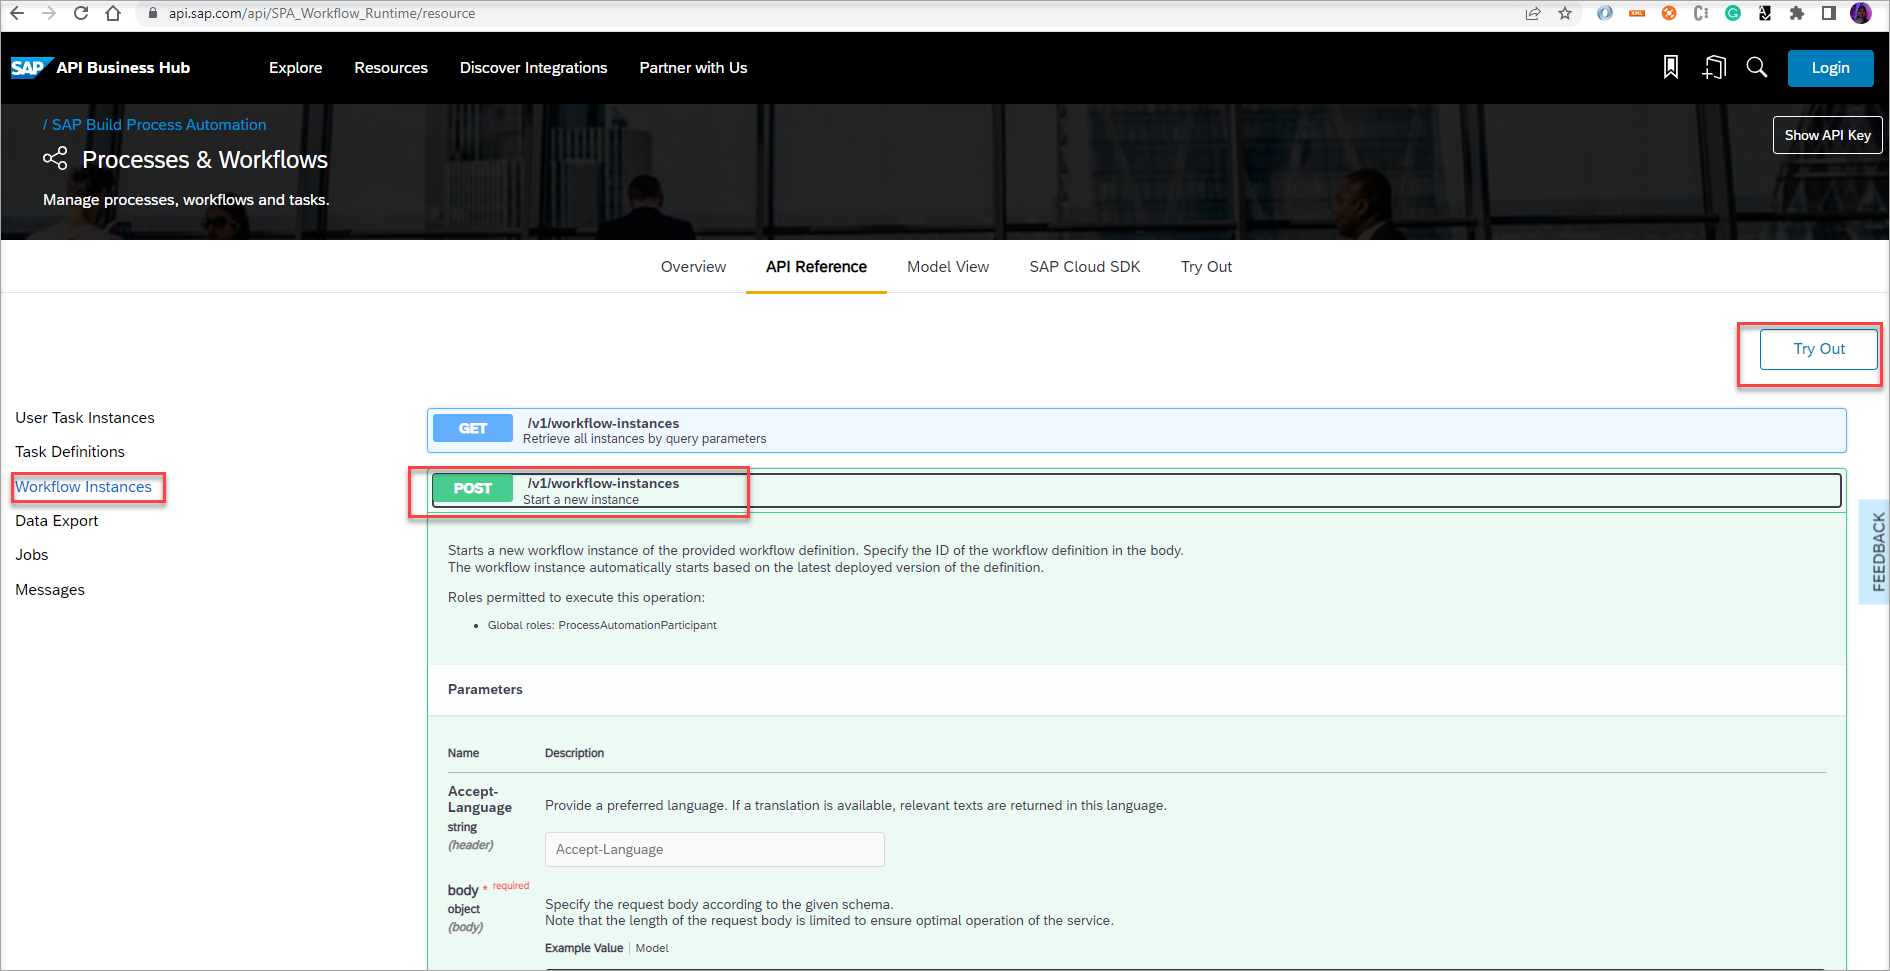 api.sap.com/api/SPA_Workflow_Runtime/resource
SAP API Business Hub
Explore
Resources
Discover Integrations
Partner with Us
Login
/ SAP Build Process Automation
Show API Key
Processes & Workflows
Manage processes, workflows and tasks.
Overview
API Reference
Model View
SAP Cloud SDK
Try Out
Try Out
User Task Instances
Task Definitions
Workflow Instances
Data Export
Jobs
Messages
GET
/v1/workflow-instances
Retrieve all instances by query parameters
POST
/v1/workflow-instances
Start a new instance
Starts a new workflow instance of the provided workflow definition. Specify the ID of the workflow definition in the body.
The workflow instance automatically starts based on the latest deployed version of the definition.
Roles permitted to execute this operation:
• Global roles: ProcessAutomationParticipant
FEEDBACK
Parameters
Name
Description
Accept-
Language
string
(header)
Provide a preferred language. If a translation is available, relevant texts are returned in this language.
Accept-Language
body * required
object
(body)
Specify the request body according to the given schema.
Note that the length of the request body is limited to ensure optimal operation of the service.
Example Value | Model